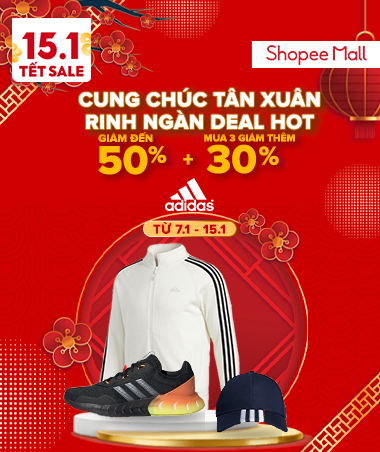 15.1
TẾT SALE
Shopee Mall
CUNG CHÚC TÂN XUÂN
RINH NGÀN DEAL HOT
GIẢM ĐẾN
50%
+
MUA 3 GIẢM THÊM
30%
adidas
TỪ 7.1 - 15.1